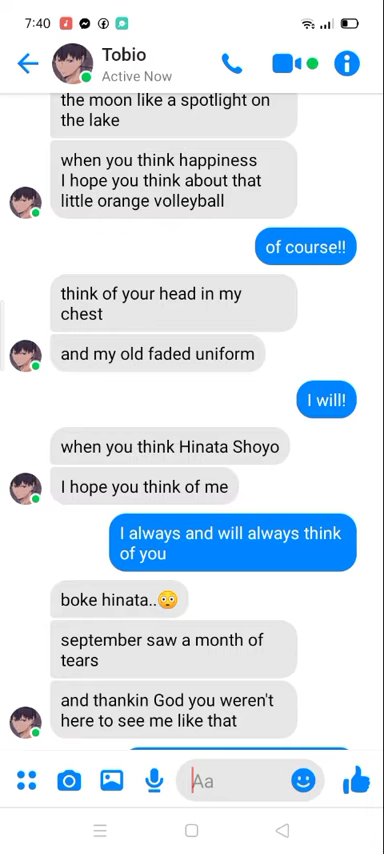 7:40
Tobio
Active Now
the moon like a spotlight on
the lake
when you think happiness
I hope you think about that
little orange volleyball
of course!!
think of your head in my
chest
and my old faded uniform
I will!
when you think Hinata Shoyo
I hope you think of me
I always and will always think
of you
boke hinata..😳
september saw a month of
tears
and thankin God you weren't
here to see me like that
Aa